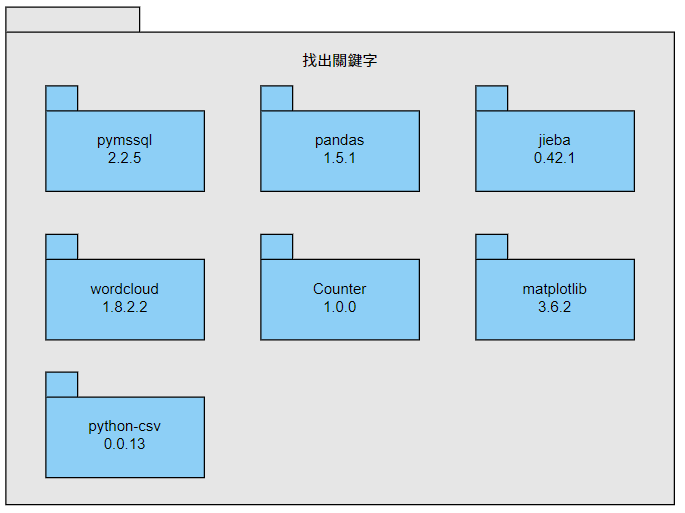 找出關鍵字
pymssql
2.2.5
pandas
1.5.1
jieba
0.42.1
wordcloud
1.8.2.2
Counter
1.0.0
matplotlib
3.6.2
python-csv
0.0.13